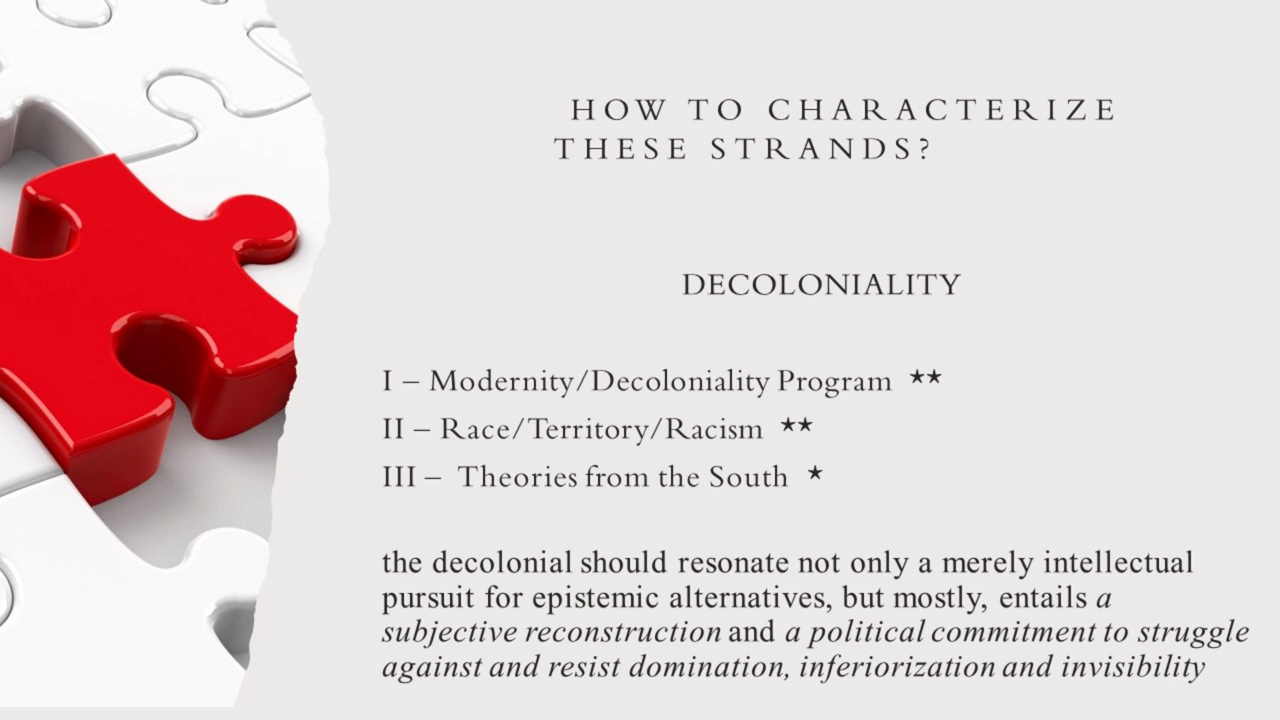 HOW TO CHARACTERIZE
THESE STRANDS?
DECOLONIALITY
I – Modernity/Decoloniality Program ★★
II – Race/Territory/Racism ★★
III – Theories from the South ★
the decolonial should resonate not only a merely intellectual
pursuit for epistemic alternatives, but mostly, entails a
subjective reconstruction and a political commitment to struggle
against and resist domination, inferiorization and invisibility